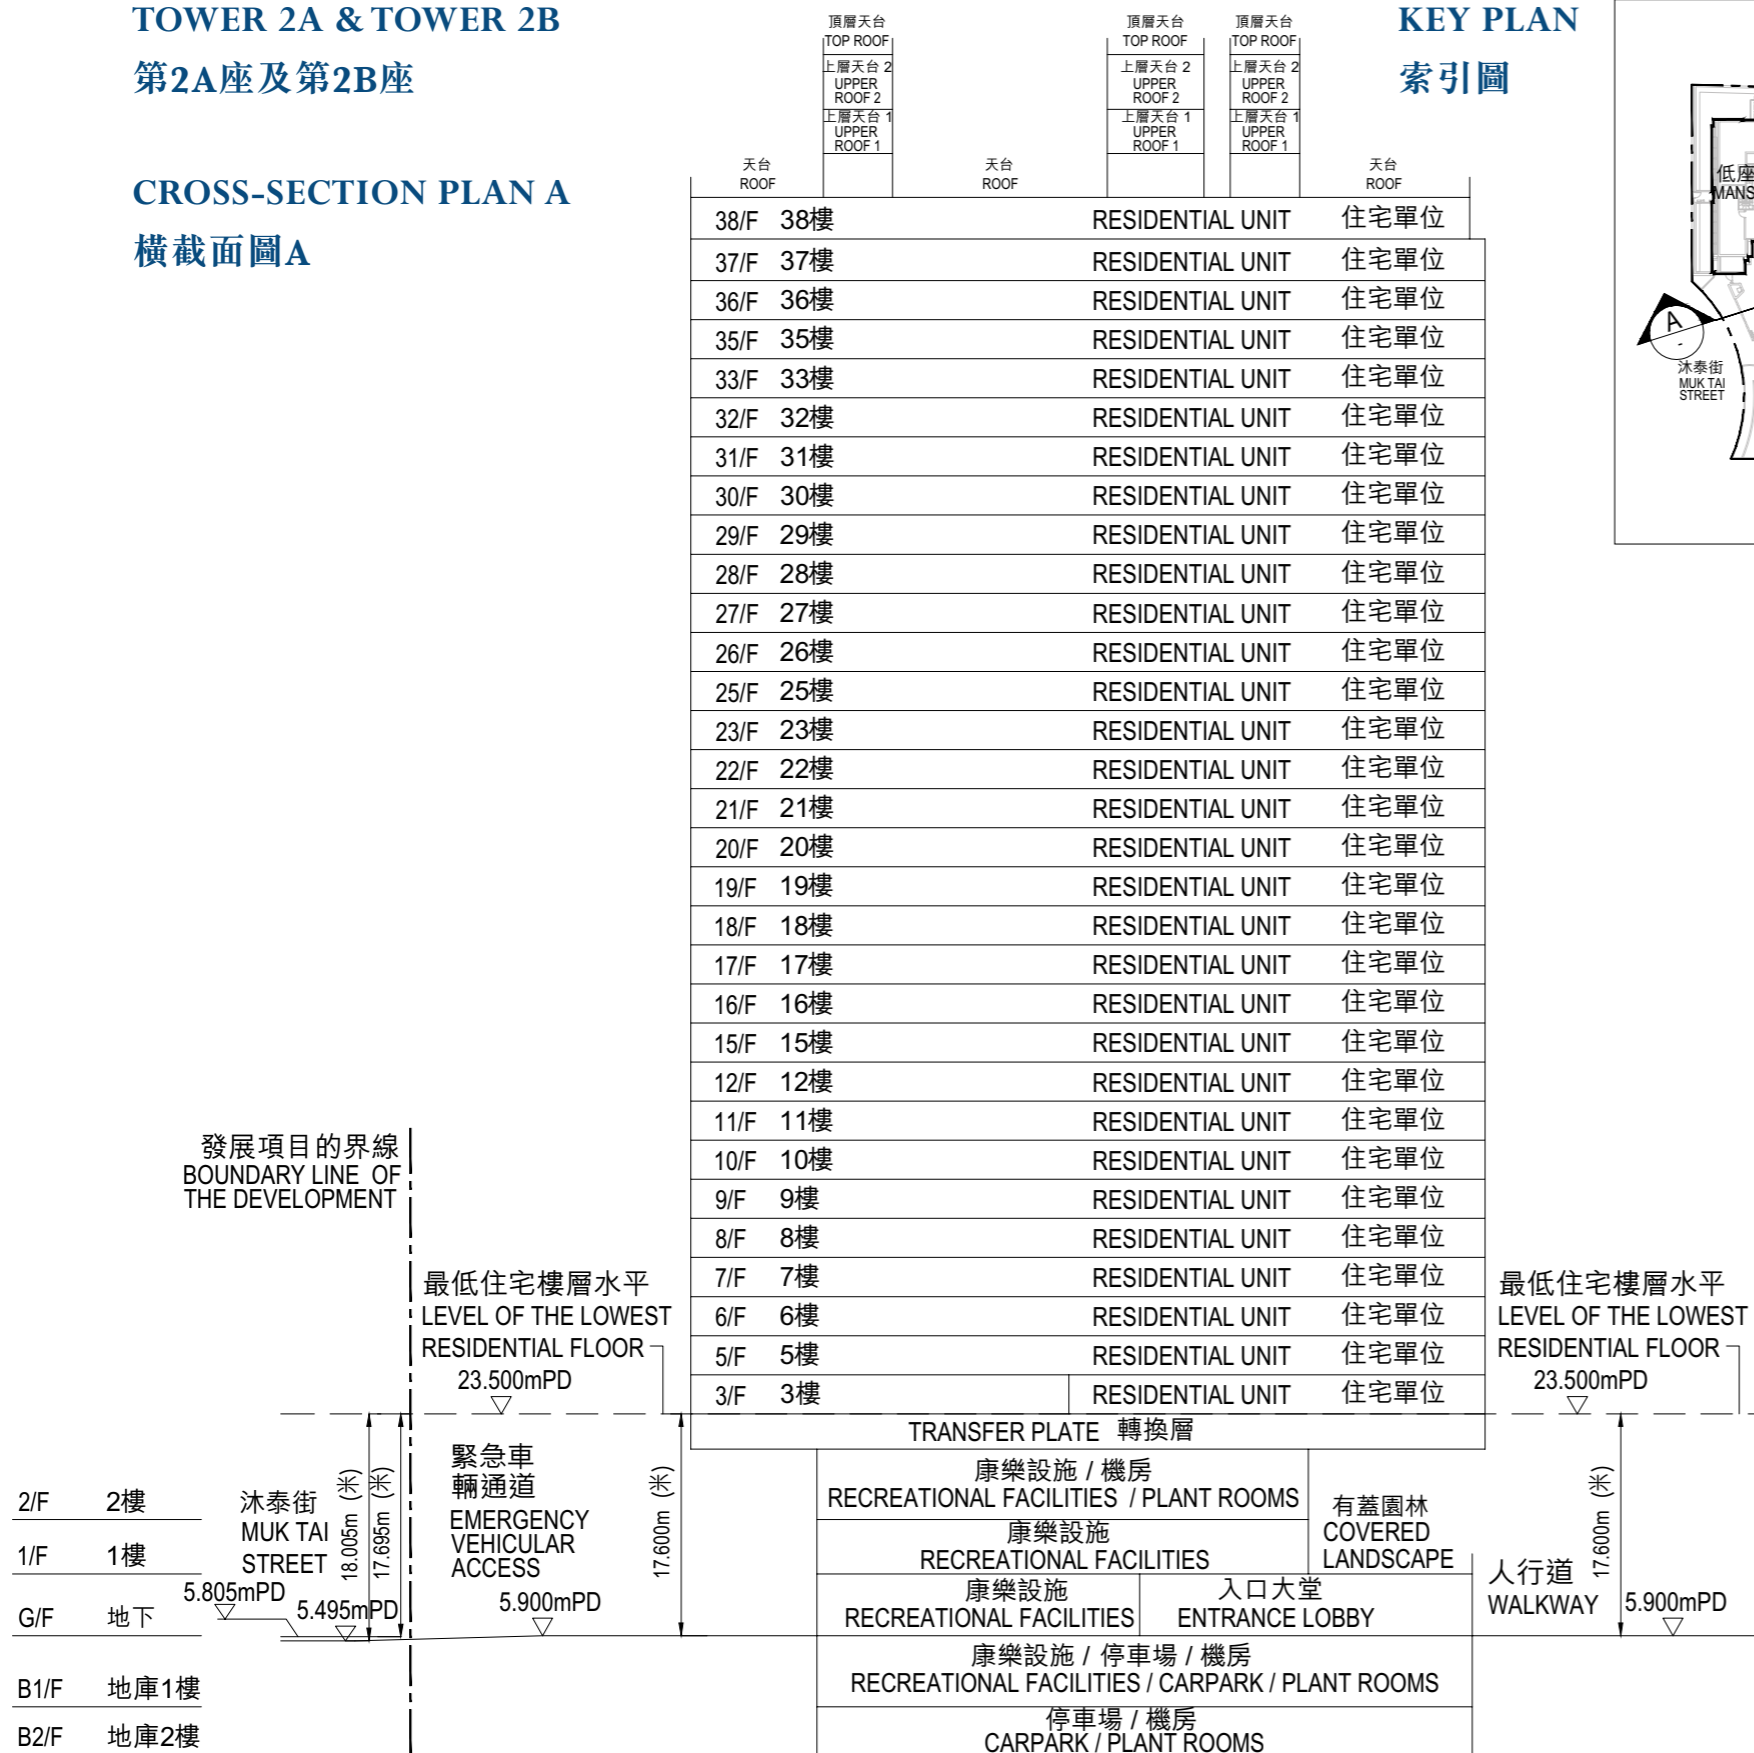 TOWER 2A & TOWER 2B
第2A座及第2B座
CROSS-SECTION PLAN A
橫截面圖A
KEY PLAN
索引圖
頂層天台
TOP ROOF
上層天台 2
UPPER
ROOF 2
上層天台 1
UPPER
ROOF 1
頂層天台
TOP ROOF
上層天台 2
UPPER
ROOF 2
上層天台 1
UPPER
ROOF 1
頂層天台
TOP ROOF
上層天台 2
UPPER
ROOF 2
上層天台 1
UPPER
ROOF 1
天台
ROOF
天台
ROOF
天台
ROOF
低座
MANS
A
-
沐泰街
MUK TAI
STREET
38/F 38樓 RESIDENTIAL UNIT 住宅單位
37/F 37樓 RESIDENTIAL UNIT 住宅單位
36/F 36樓 RESIDENTIAL UNIT 住宅單位
35/F 35樓 RESIDENTIAL UNIT 住宅單位
33/F 33樓 RESIDENTIAL UNIT 住宅單位
32/F 32樓 RESIDENTIAL UNIT 住宅單位
31/F 31樓 RESIDENTIAL UNIT 住宅單位
30/F 30樓 RESIDENTIAL UNIT 住宅單位
29/F 29樓 RESIDENTIAL UNIT 住宅單位
28/F 28樓 RESIDENTIAL UNIT 住宅單位
27/F 27樓 RESIDENTIAL UNIT 住宅單位
26/F 26樓 RESIDENTIAL UNIT 住宅單位
25/F 25樓 RESIDENTIAL UNIT 住宅單位
23/F 23樓 RESIDENTIAL UNIT 住宅單位
22/F 22樓 RESIDENTIAL UNIT 住宅單位
21/F 21樓 RESIDENTIAL UNIT 住宅單位
20/F 20樓 RESIDENTIAL UNIT 住宅單位
19/F 19樓 RESIDENTIAL UNIT 住宅單位
18/F 18樓 RESIDENTIAL UNIT 住宅單位
17/F 17樓 RESIDENTIAL UNIT 住宅單位
16/F 16樓 RESIDENTIAL UNIT 住宅單位
15/F 15樓 RESIDENTIAL UNIT 住宅單位
12/F 12樓 RESIDENTIAL UNIT 住宅單位
11/F 11樓 RESIDENTIAL UNIT 住宅單位
10/F 10樓 RESIDENTIAL UNIT 住宅單位
9/F 9樓 RESIDENTIAL UNIT 住宅單位
8/F 8樓 RESIDENTIAL UNIT 住宅單位
7/F 7樓 RESIDENTIAL UNIT 住宅單位
6/F 6樓 RESIDENTIAL UNIT 住宅單位
5/F 5樓 RESIDENTIAL UNIT 住宅單位
3/F 3樓 RESIDENTIAL UNIT 住宅單位
TRANSFER PLATE 轉換層
發展項目的界線
BOUNDARY LINE OF
THE DEVELOPMENT
最低住宅樓層水平
LEVEL OF THE LOWEST
RESIDENTIAL FLOOR
23.500mPD
最低住宅樓層水平
LEVEL OF THE LOWEST
RESIDENTIAL FLOOR
23.500mPD
2/F 2樓
1/F 1樓
G/F 地下
B1/F 地庫1樓
B2/F 地庫2樓
沐泰街
MUK TAI
STREET
5.805mPD
5.495mPD
18.005m (米)
17.695m (米)
緊急車
輛通道
EMERGENCY
VEHICULAR
ACCESS
5.900mPD
17.600m (米)
康樂設施 / 機房
RECREATIONAL FACILITIES / PLANT ROOMS
康樂設施
RECREATIONAL FACILITIES
有蓋園林
COVERED
LANDSCAPE
康樂設施
RECREATIONAL FACILITIES
入口大堂
ENTRANCE LOBBY
康樂設施 / 停車場 / 機房
RECREATIONAL FACILITIES / CARPARK / PLANT ROOMS
停車場 / 機房
CARPARK / PLANT ROOMS
人行道
WALKWAY
17.600m (米)
5.900mPD